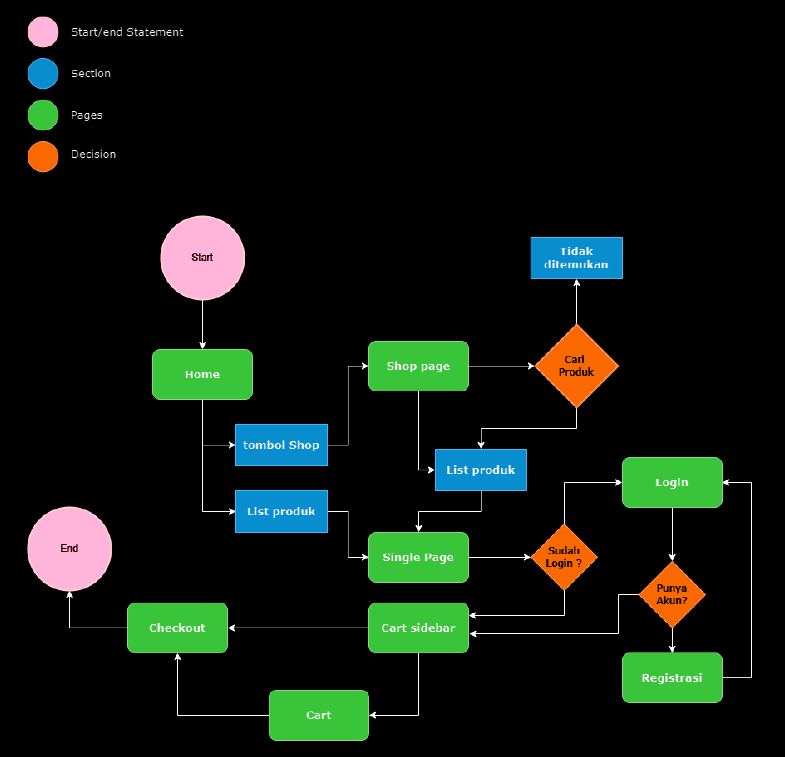 Start/end Statement
Section
Pages
Decision
Start
Tidak
ditemukan
Home
Shop page
Cari
Produk
tombol Shop
List produk
List produk
Login
End
Single Page
Sudah
Login ?
Punya
Akun?
Checkout
Cart sidebar
Registrasi
Cart